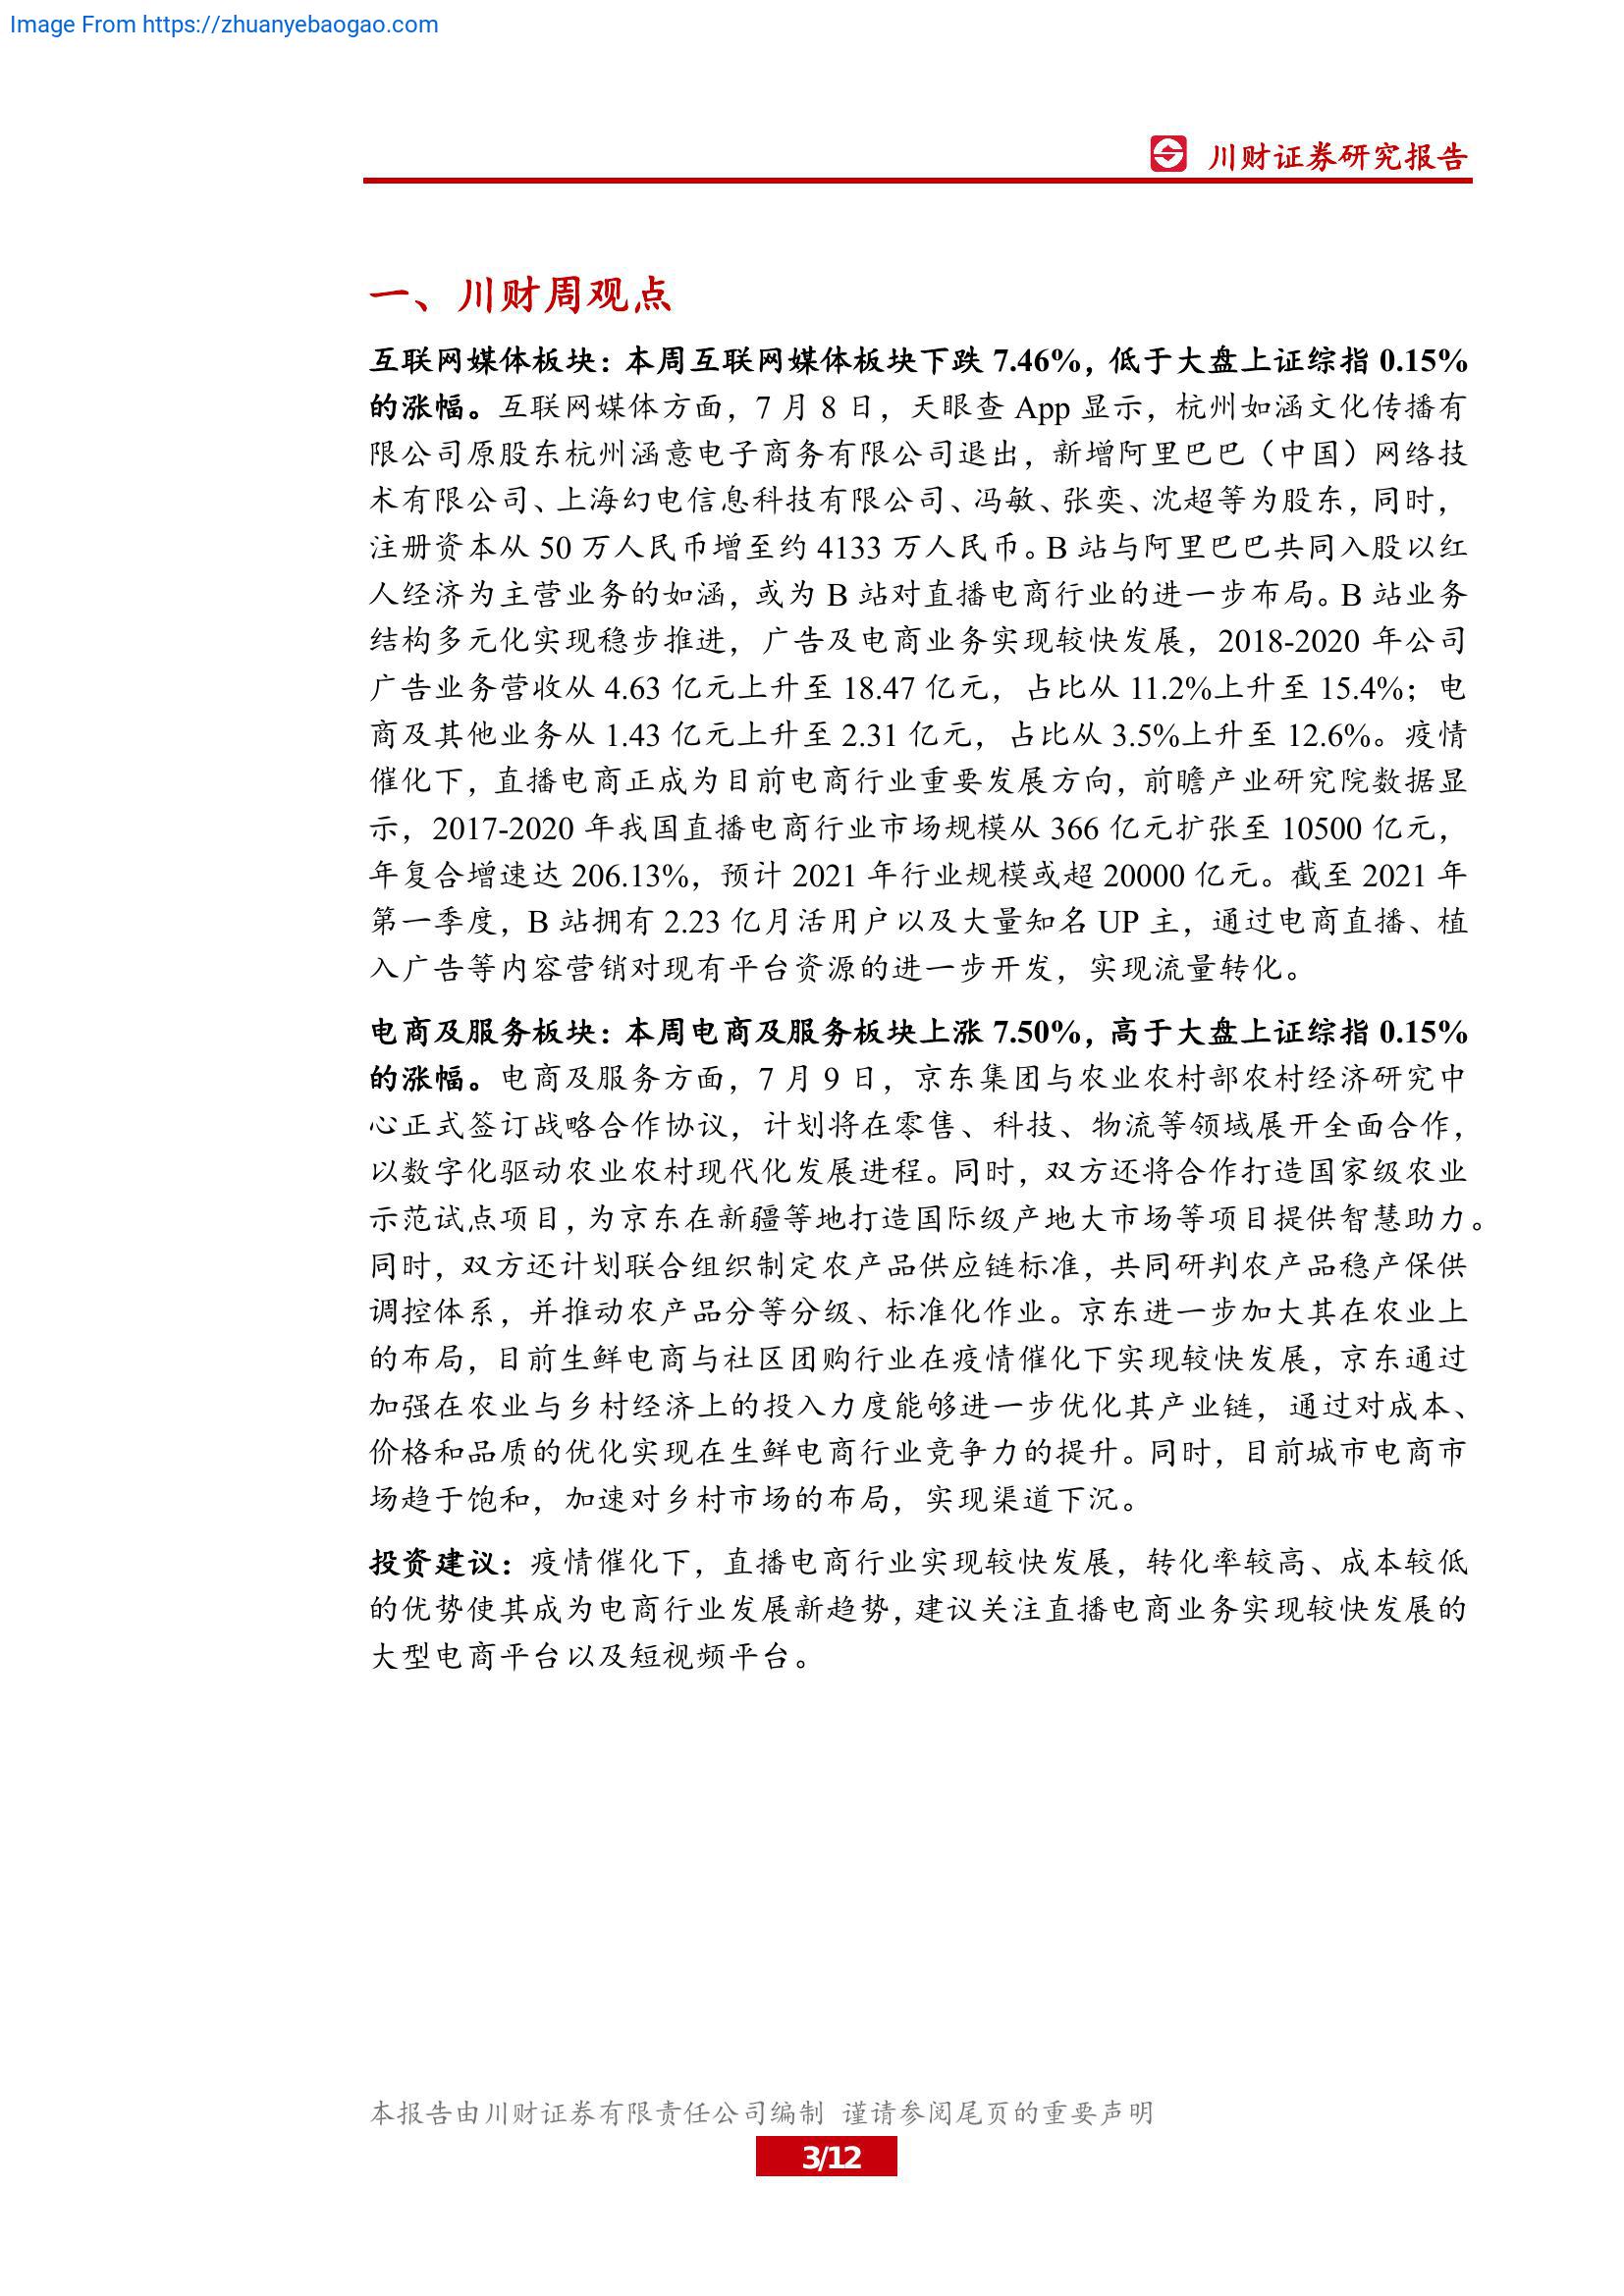 Image From https://zhuanyebaogao.com
川财证券研究报告
一、川财周观点
互联网媒体板块：本周互联网媒体板块下跌 7.46%，低于大盘上证综指 0.15%
的涨幅。互联网媒体方面，7 月 8 日，天眼查 App 显示，杭州如涵文化传播有
限公司原股东杭州涵意电子商务有限公司退出，新增阿里巴巴（中国）网络技
术有限公司、上海幻电信息科技有限公司、冯敏、张奕、沈超等为股东，同时，
注册资本从 50 万人民币增至约 4133 万人民币。B 站与阿里巴巴共同入股以红
人经济为主营业务的如涵，或为 B 站对直播电商行业的进一步布局。B 站业务
结构多元化实现稳步推进，广告及电商业务实现较快发展，2018-2020 年公司
广告业务营收从 4.63 亿元上升至 18.47 亿元，占比从 11.2%上升至 15.4%；电
商及其他业务从 1.43 亿元上升至 2.31 亿元，占比从 3.5%上升至 12.6%。疫情
催化下，直播电商正成为目前电商行业重要发展方向，前瞻产业研究院数据显
示，2017-2020 年我国直播电商行业市场规模从 366 亿元扩张至 10500 亿元，
年复合增速达 206.13%，预计 2021 年行业规模或超 20000 亿元。截至 2021 年
第一季度，B 站拥有 2.23 亿月活用户以及大量知名 UP 主，通过电商直播、植
入广告等内容营销对现有平台资源的进一步开发，实现流量转化。
电商及服务板块：本周电商及服务板块上涨 7.50%，高于大盘上证综指 0.15%
的涨幅。电商及服务方面，7 月 9 日，京东集团与农业农村部农村经济研究中
心正式签订战略合作协议，计划将在零售、科技、物流等领域展开全面合作，
以数字化驱动农业农村现代化发展进程。同时，双方还将合作打造国家级农业
示范试点项目，为京东在新疆等地打造国际级产地大市场等项目提供智慧助力。
同时，双方还计划联合组织制定农产品供应链标准，共同研判农产品稳产保供
调控体系，并推动农产品分等分级、标准化作业。京东进一步加大其在农业上
的布局，目前生鲜电商与社区团购行业在疫情催化下实现较快发展，京东通过
加强在农业与乡村经济上的投入力度能够进一步优化其产业链，通过对成本、
价格和品质的优化实现在生鲜电商行业竞争力的提升。同时，目前城市电商市
场趋于饱和，加速对乡村市场的布局，实现渠道下沉。
投资建议：疫情催化下，直播电商行业实现较快发展，转化率较高、成本较低
的优势使其成为电商行业发展新趋势，建议关注直播电商业务实现较快发展的
大型电商平台以及短视频平台。
本报告由川财证券有限责任公司编制 谨请参阅尾页的重要声明
3/12